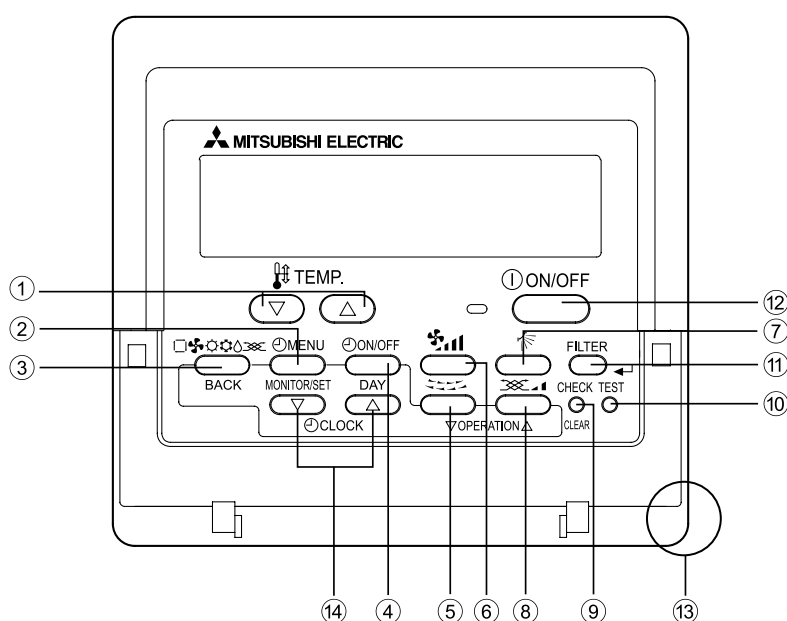 MITSUBISHI ELECTRIC
TEMP.
ON/OFF
① ② ③
MENU ON/OFF
BACK MONITOR/SET DAY
CLOCK
FILTER
CHECK TEST
OPERATION CLEAR
⑫ ⑦ ⑪ ⑩
⑭ ④ ⑤ ⑥ ⑧ ⑨ ⑬